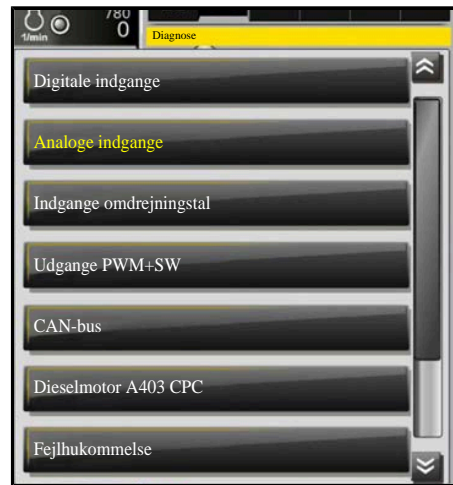 780
1/min 0
Diagnose
Digitale indgange
Analoge indgange
Indgange omdrejningstal
Udgange PWM+SW
CAN-bus
Dieselmotor A403 CPC
Fejlhukommelse